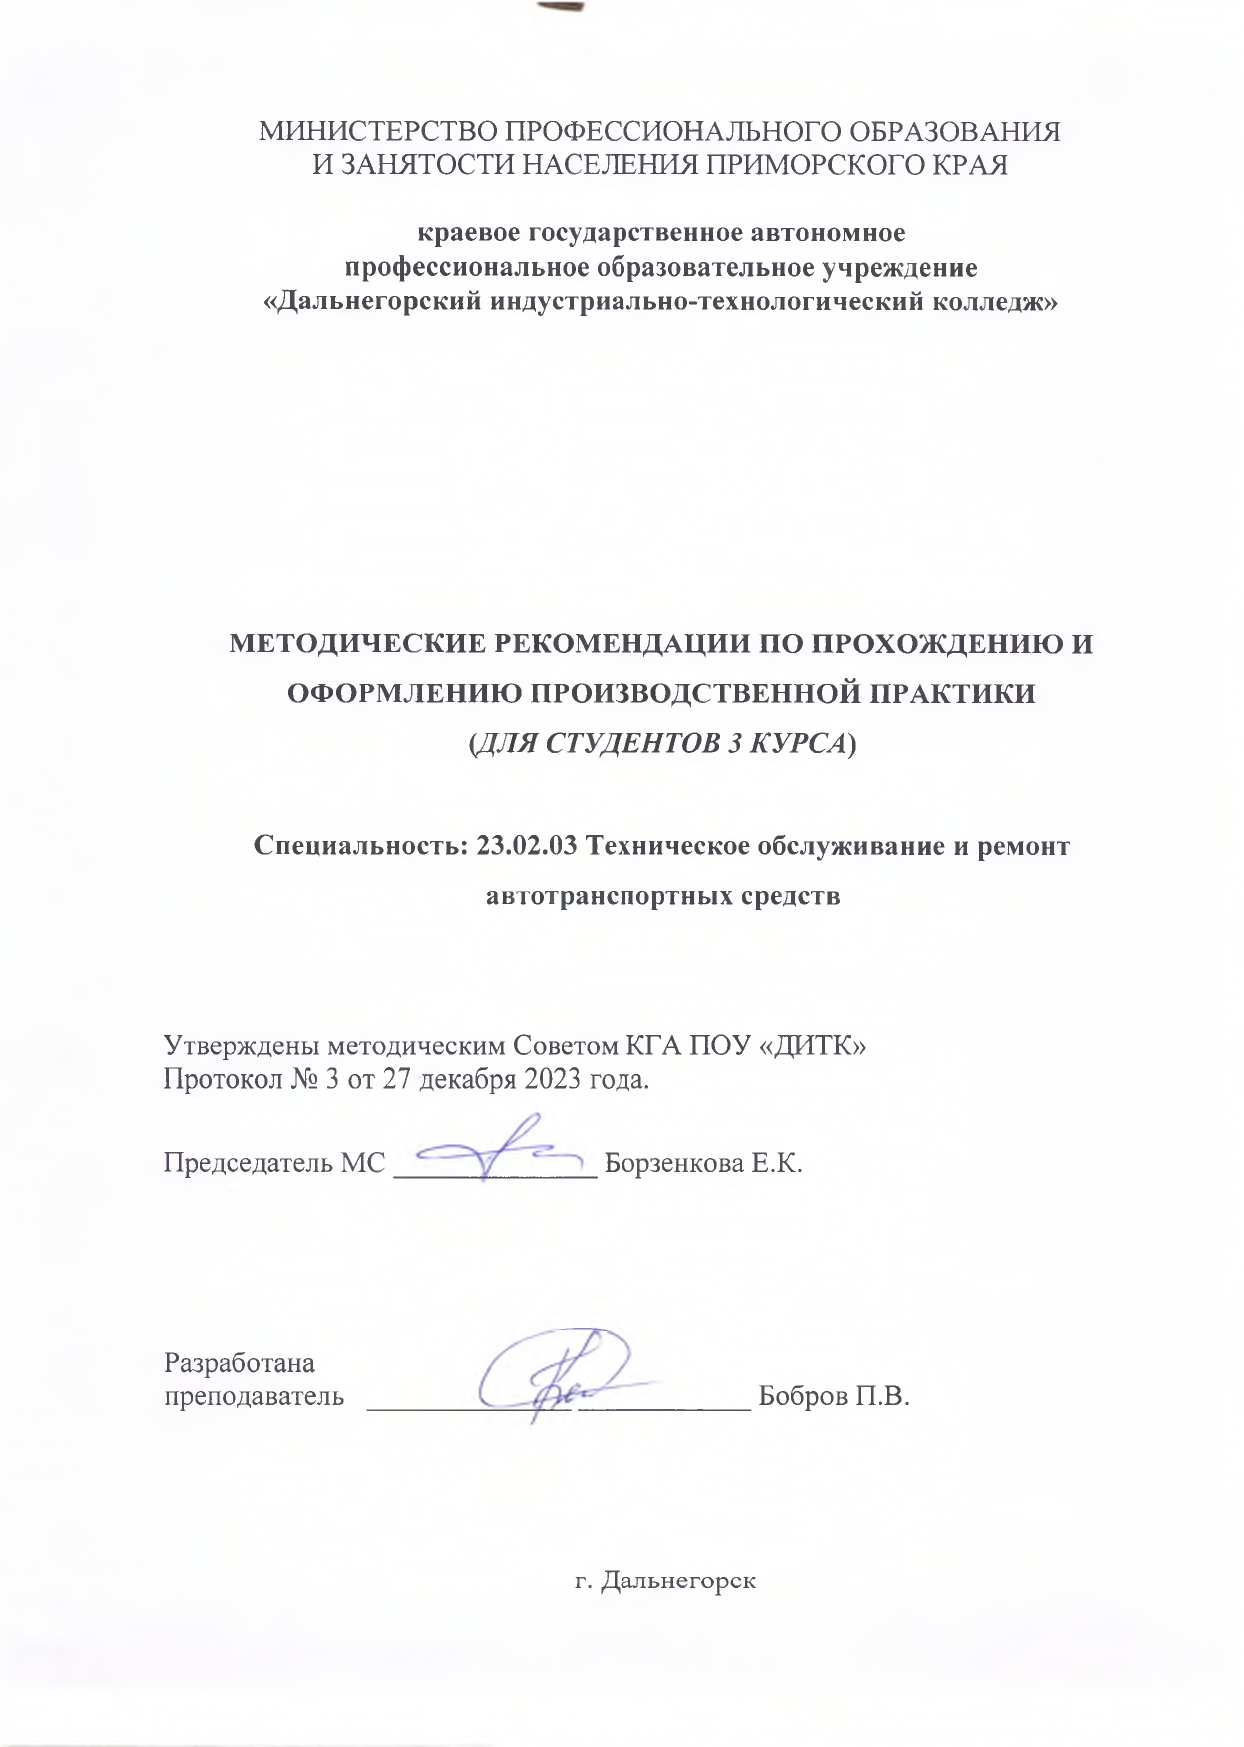 МИНИСТЕРСТВО ПРОФЕССИОНАЛЬНОГО ОБРАЗОВАНИЯ
И ЗАНЯТОСТИ НАСЕЛЕНИЯ ПРИМОРСКОГО КРАЯ
краевое государственное автономное
профессиональное образовательное учреждение
«Дальнегорский индустриально-технологический колледж»
МЕТОДИЧЕСКИЕ РЕКОМЕНДАЦИИ ПО ПРОХОЖДЕНИЮ И
ОФОРМЛЕНИЮ ПРОИЗВОДСТВЕННОЙ ПРАКТИКИ
(ДЛЯ СТУДЕНТОВ 3 КУРСА)
Специальность: 23.02.03 Техническое обслуживание и ремонт
автотранспортных средств
Утверждены методическим Советом КГА ПОУ «ДИТК»
Протокол № 3 от 27 декабря 2023 года.
Председатель МС ______________ Борзенкова Е.К.
Разработана
преподаватель ______________ ____________ Бобров П.В.
г. Дальнегорск